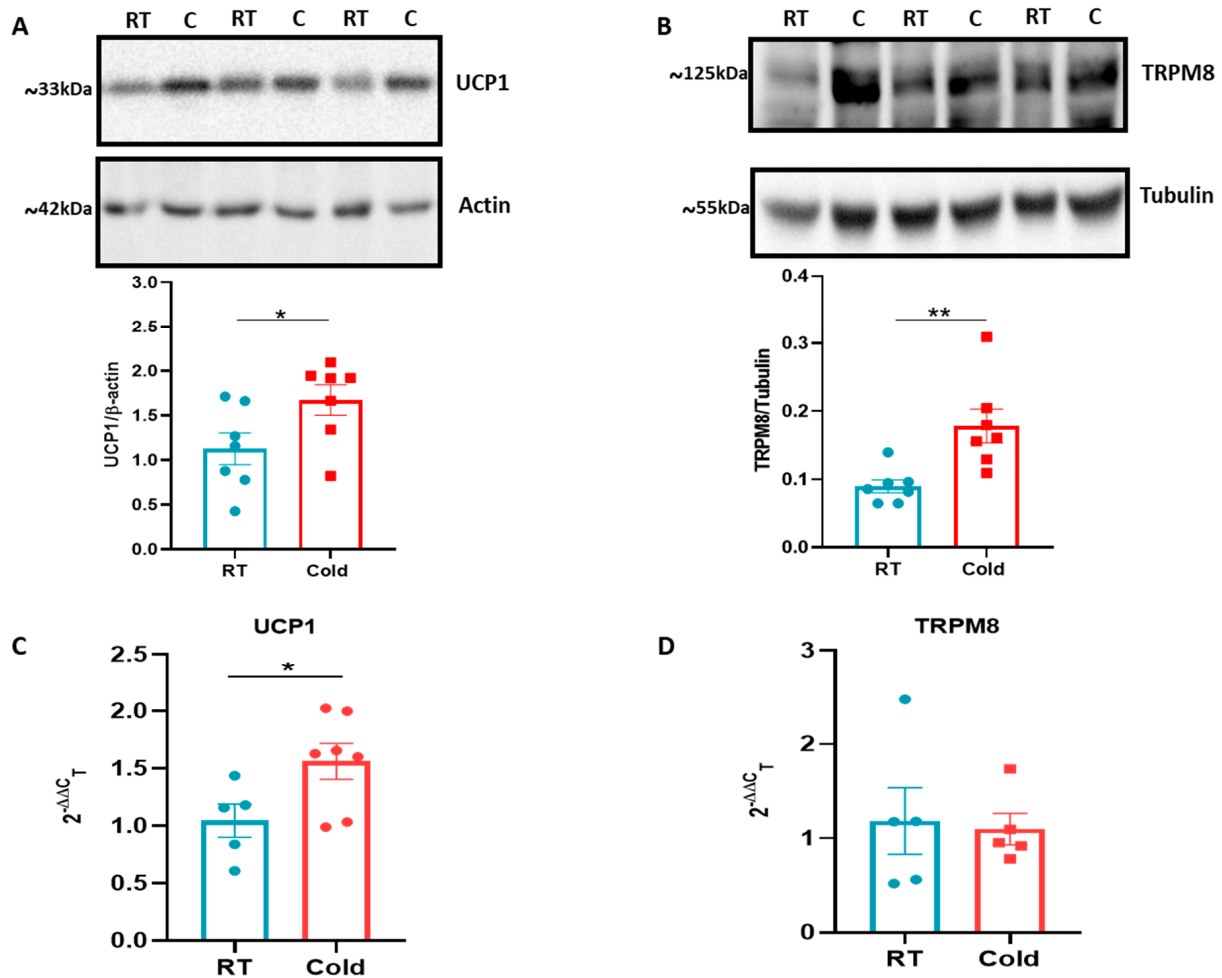 A
RT C RT C RT C
~33kDa
UCP1
~42kDa
Actin
3.0
2.5
2.0
1.5
1.0
0.5
0.0
UCP1/β-actin
*
RT Cold
B
RT C RT C RT C
~125kDa
TRPM8
~55kDa
Tubulin
0.4
0.3
0.2
0.1
0.0
TRPM8/Tubulin
**
RT Cold
C
UCP1
2.5
2.0
1.5
1.0
0.5
0.0
2-ΔΔCT
*
RT Cold
D
TRPM8
3
2
1
0
2-ΔΔCT
RT Cold